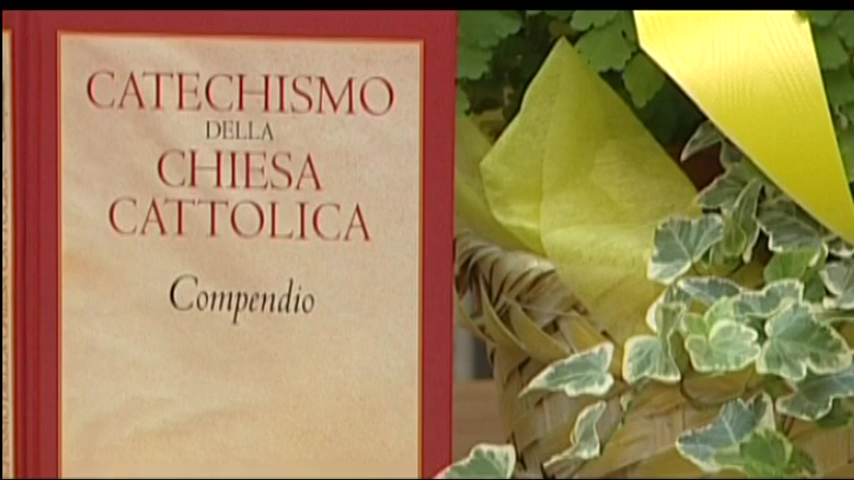 CATECHISMO
DELLA
CHIESA
CATTOLICA
Compendio